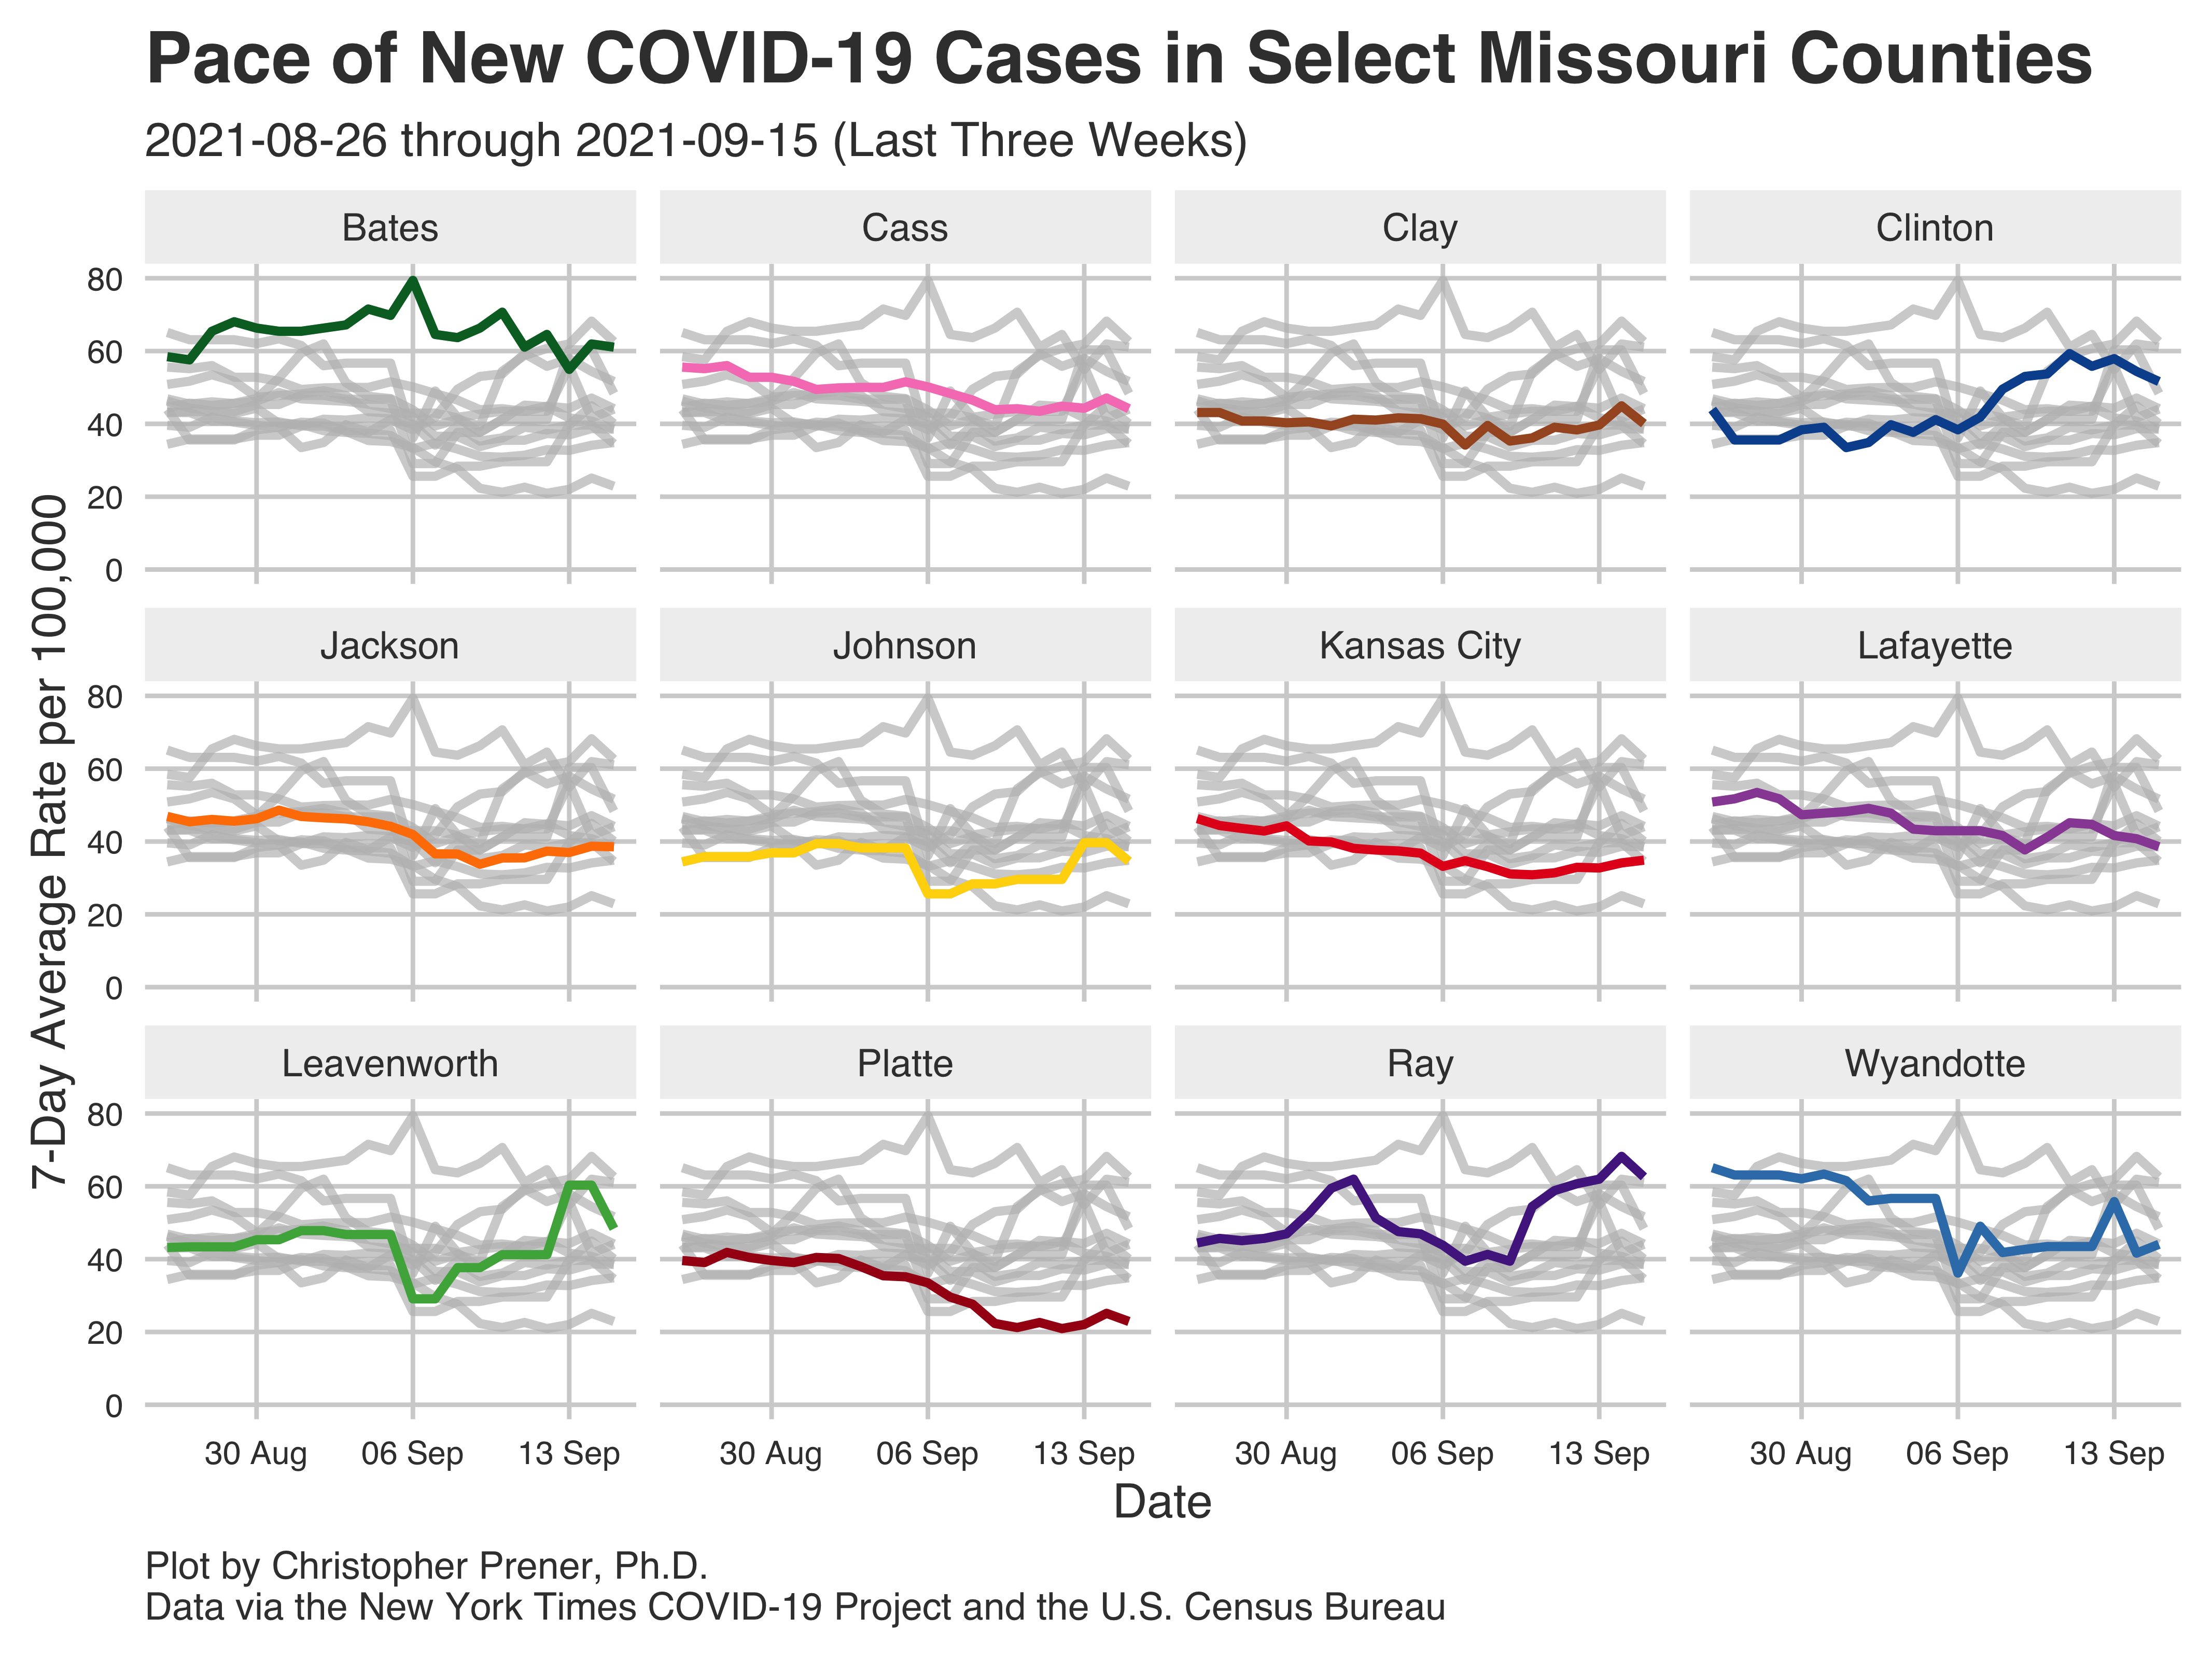 Pace of New COVID-19 Cases in Select Missouri Counties
2021-08-26 through 2021-09-15 (Last Three Weeks)
7-Day Average Rate per 100,000
Bates
Cass
Clay
Clinton
80
60
40
20
0
Jackson
Johnson
Kansas City
Lafayette
80
60
40
20
0
Leavenworth
Platte
Ray
Wyandotte
80
60
40
20
0
30 Aug 06 Sep 13 Sep
30 Aug 06 Sep 13 Sep
30 Aug 06 Sep 13 Sep
30 Aug 06 Sep 13 Sep
Date
Plot by Christopher Prener, Ph.D.
Data via the New York Times COVID-19 Project and the U.S. Census Bureau